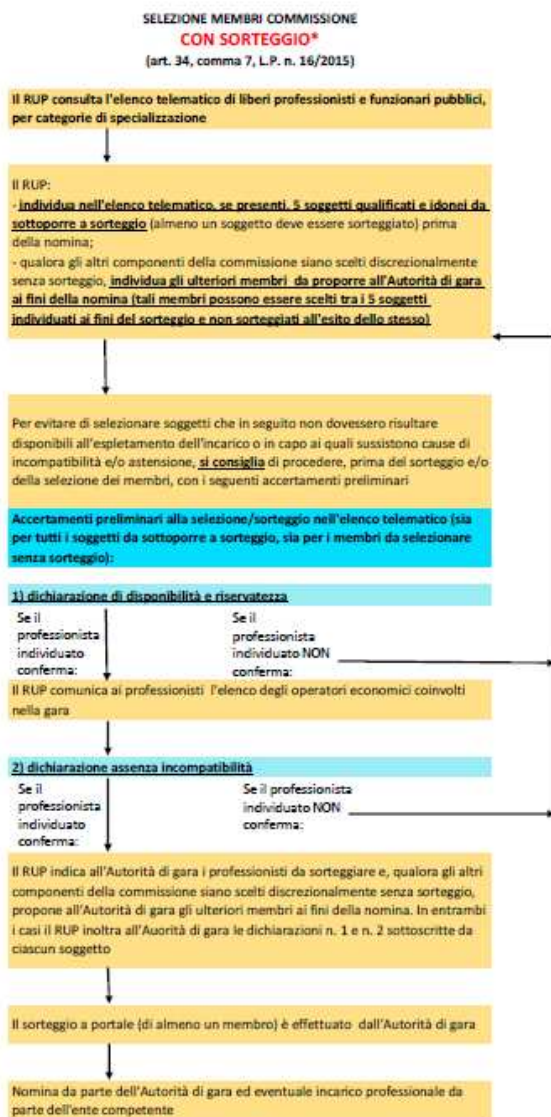 SELEZIONE MEMBRI COMMISSIONE
CON SORTEGGIO*
(art. 34, comma 7, L.P. n. 16/2015)
Il RUP consulta l'elenco telematico di liberi professionisti e funzionari pubblici,
per categorie di specializzazione
Il RUP:
- individua nell'elenco telematico, se presenti, 5 soggetti qualificati e idonei da
sottoporre a sorteggio (almeno un soggetto deve essere sorteggiato) prima
della nomina;
- qualora gli altri componenti della commissione siano scelti discrezionalmente
senza sorteggio, individua gli ulteriori membri da proporre all'Autorità di gara
ai fini della nomina (tali membri possono essere scelti tra i 5 soggetti
individuati ai fini del sorteggio e non sorteggiati all'esito dello stesso)
Per evitare di selezionare soggetti che in seguito non dovessero risultare
disponibili all'espletamento dell'incarico o in capo ai quali sussistono cause di
incompatibilità e/o astensione, si consiglia di procedere, prima del sorteggio e/o
della selezione dei membri, con i seguenti accertamenti preliminari
Accertamenti preliminari alla selezione/sorteggio nell'elenco telematico (sia
per tutti i soggetti da sottoporre a sorteggio, sia per i membri da selezionare
senza sorteggio):
1) dichiarazione di disponibilità e riservatezza
Se il
professionista
individuato
conferma:
Se il
professionista
individuato NON
conferma:
Il RUP comunica ai professionisti l'elenco degli operatori economici coinvolti
nella gara
2) dichiarazione assenza incompatibilità
Se il
professionista
individuato
conferma:
Se il professionista
individuato NON
conferma:
Il RUP indica all'Autorità di gara i professionisti da sorteggiare e, qualora gli altri
componenti della commissione siano scelti discrezionalmente senza sorteggio,
propone all'Autorità di gara gli ulteriori membri ai fini della nomina. In entrambi
i casi il RUP inoltra all'Auorità di gara le dichiarazioni n. 1 e n. 2 sottoscritte da
ciascun soggetto
Il sorteggio a portale (di almeno un membro) è effettuato dall'Autorità di gara
Nomina da parte dell'Autorità di gara ed eventuale incarico professionale da
parte dell'ente competente